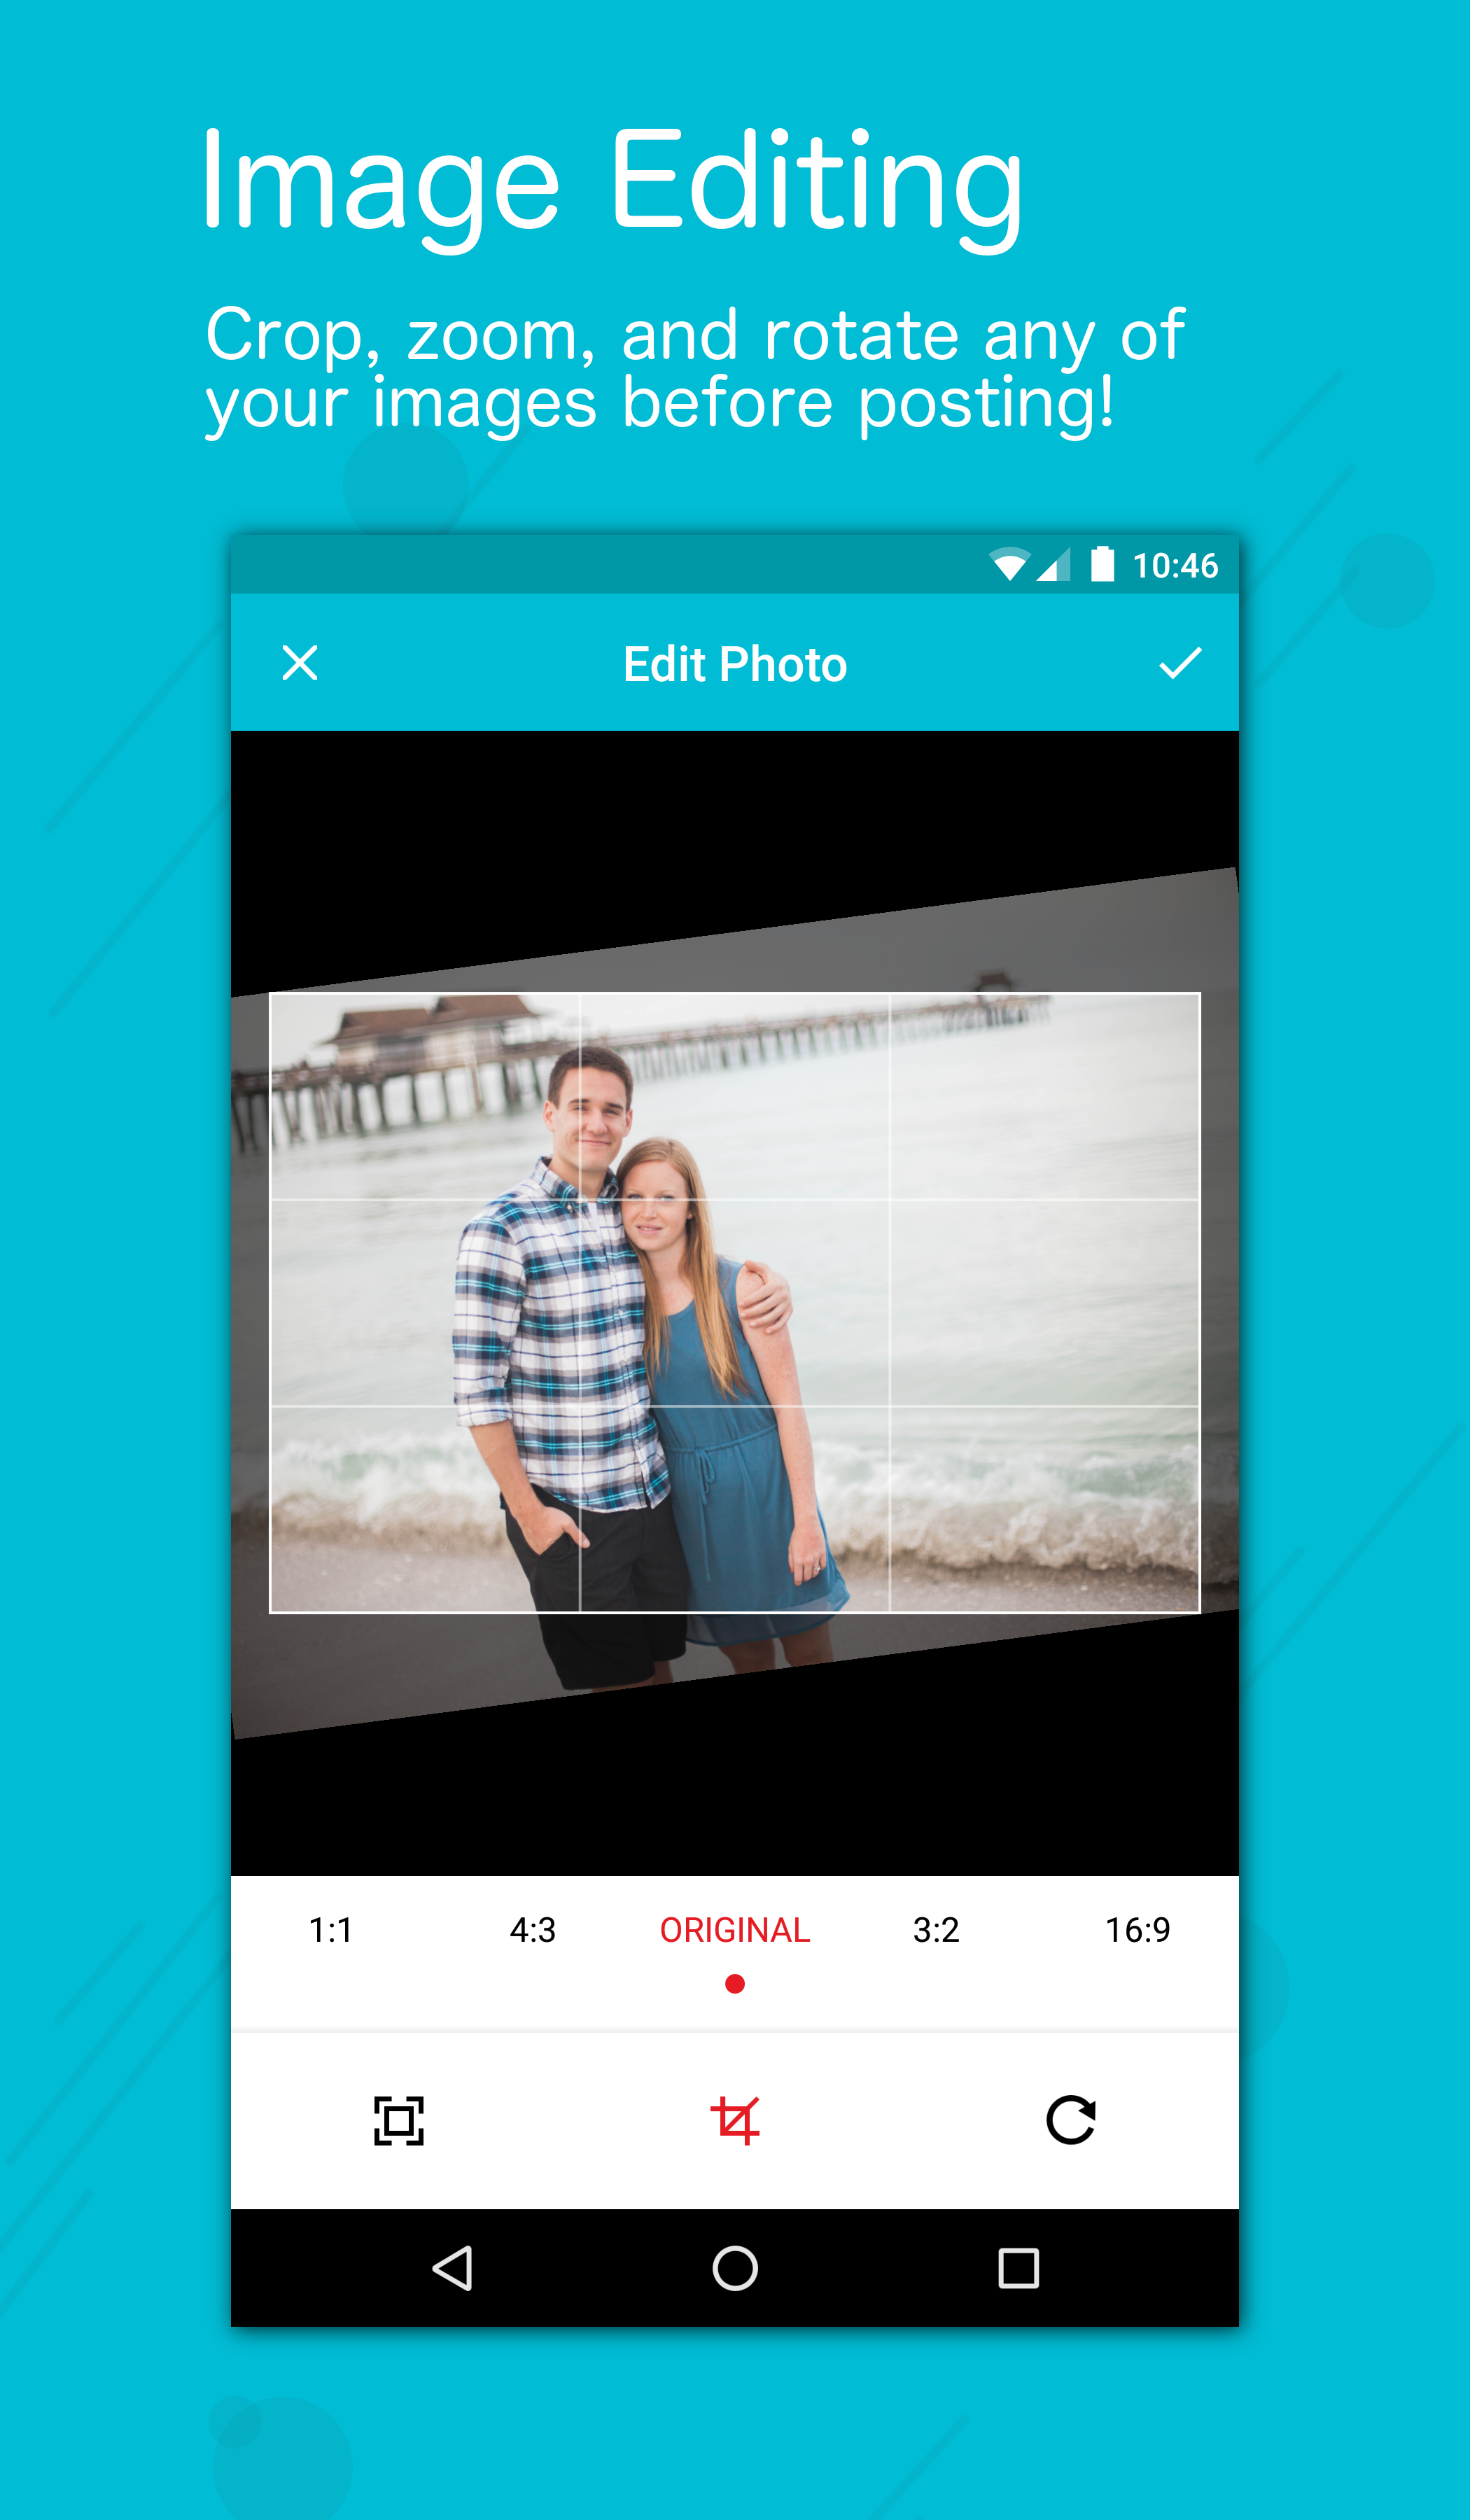 Image Editing
Crop, zoom, and rotate any of
your images before posting!
10:46
Edit Photo
1:1 4:3 ORIGINAL 3:2 16:9